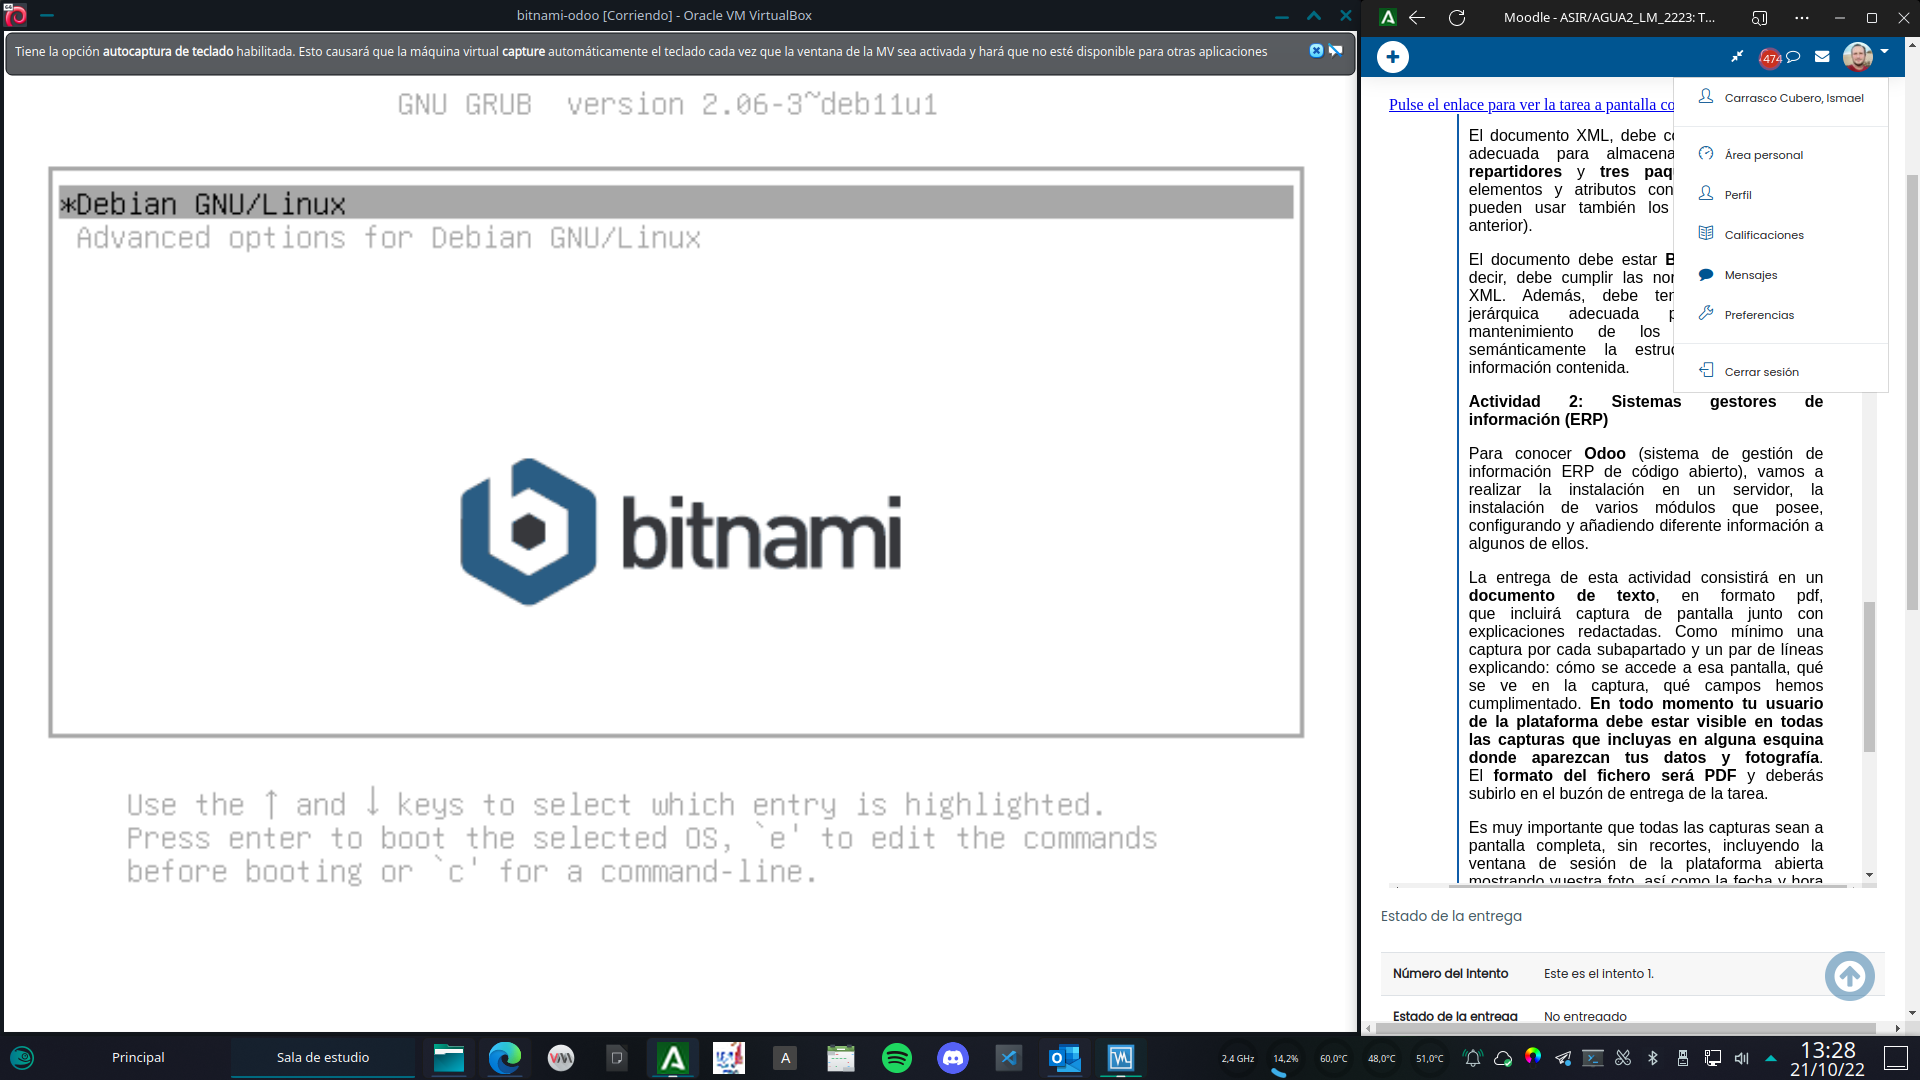 bitnami-odoo [Corriendo] - Oracle VM VirtualBox
Tiene la opción autocaptura de teclado habilitada. Esto causará que la máquina virtual capture automáticamente el teclado cada vez que la ventana de la MV sea activada y hará que no esté disponible para otras aplicaciones
GNU GRUB version 2.06-3~deb11u1
*Debian GNU/Linux
Advanced options for Debian GNU/Linux
bitnami
Use the ↑ and ↓ keys to select which entry is highlighted.
Press enter to boot the selected OS, `e' to edit the commands
before booting or `c' for a command-line.
Moodle - ASIR/AGUA2_LM_2223: T...
474
Carrasco Cubero, Ismael
Área personal
Perfil
Calificaciones
Mensajes
Preferencias
Cerrar sesión
Pulse el enlace para ver la tarea a pantalla co
El documento XML, debe
adecuada para almacena
repartidores y tres paq
elementos y atributos con
pueden usar también los
anterior).
El documento debe estar B
decir, debe cumplir las nor
XML. Además, debe ter
jerárquica adecuada p
mantenimiento de los
semánticamente la estruc
información contenida.
Actividad 2: Sistemas gestores de
información (ERP)
Para conocer Odoo (sistema de gestión de
información ERP de código abierto), vamos a
realizar la instalación en un servidor, la
instalación de varios módulos que posee,
configurando y añadiendo diferente información a
algunos de ellos.
La entrega de esta actividad consistirá en un
documento de texto, en formato pdf,
que incluirá captura de pantalla junto con
explicaciones redactadas. Como mínimo una
captura por cada subapartado y un par de líneas
explicando: cómo se accede a esa pantalla, qué
se ve en la captura, qué campos hemos
cumplimentado. En todo momento tu usuario
de la plataforma debe estar visible en todas
las capturas que incluyas en alguna esquina
donde aparezcan tus datos y fotografía.
El formato del fichero será PDF y deberás
subirlo en el buzón de entrega de la tarea.
Es muy importante que todas las capturas sean a
pantalla completa, sin recortes, incluyendo la
ventana de sesión de la plataforma abierta
mostrando vuestra foto, así como la fecha y hora
Estado de la entrega
Número del intento Este es el intento 1.
Estado de la entrega No entregado
Principal
Sala de estudio
2,4 GHz
14,2%
60,0°C
48,0°C
51,0°C
13:28
21/10/22